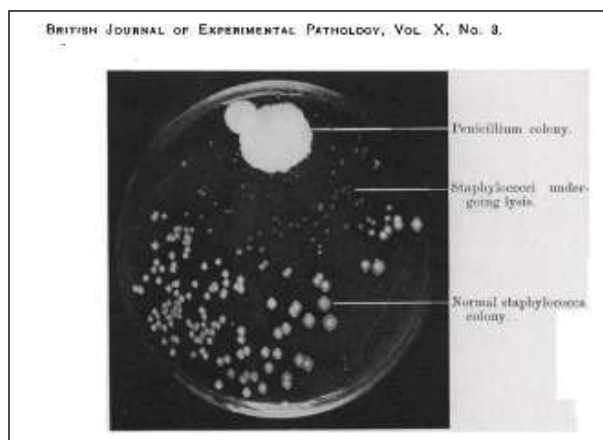 BRITISH JOURNAL OF EXPERIMENTAL PATHOLOGY, VOL. X, NO. 3.
Penicillium colony.
Staphylococci under-
going lysis.
Normal staphylococcal
colony.